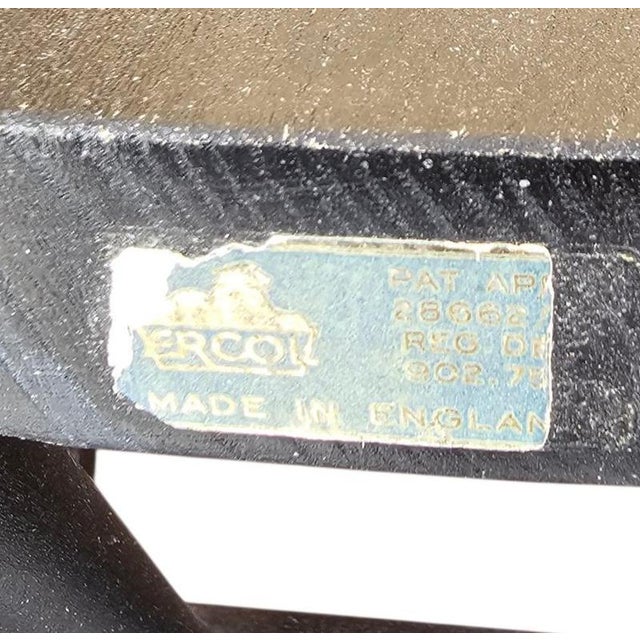 ERCOL
PAT AP
28662
REG DE
902.75
MADE IN ENGLAN